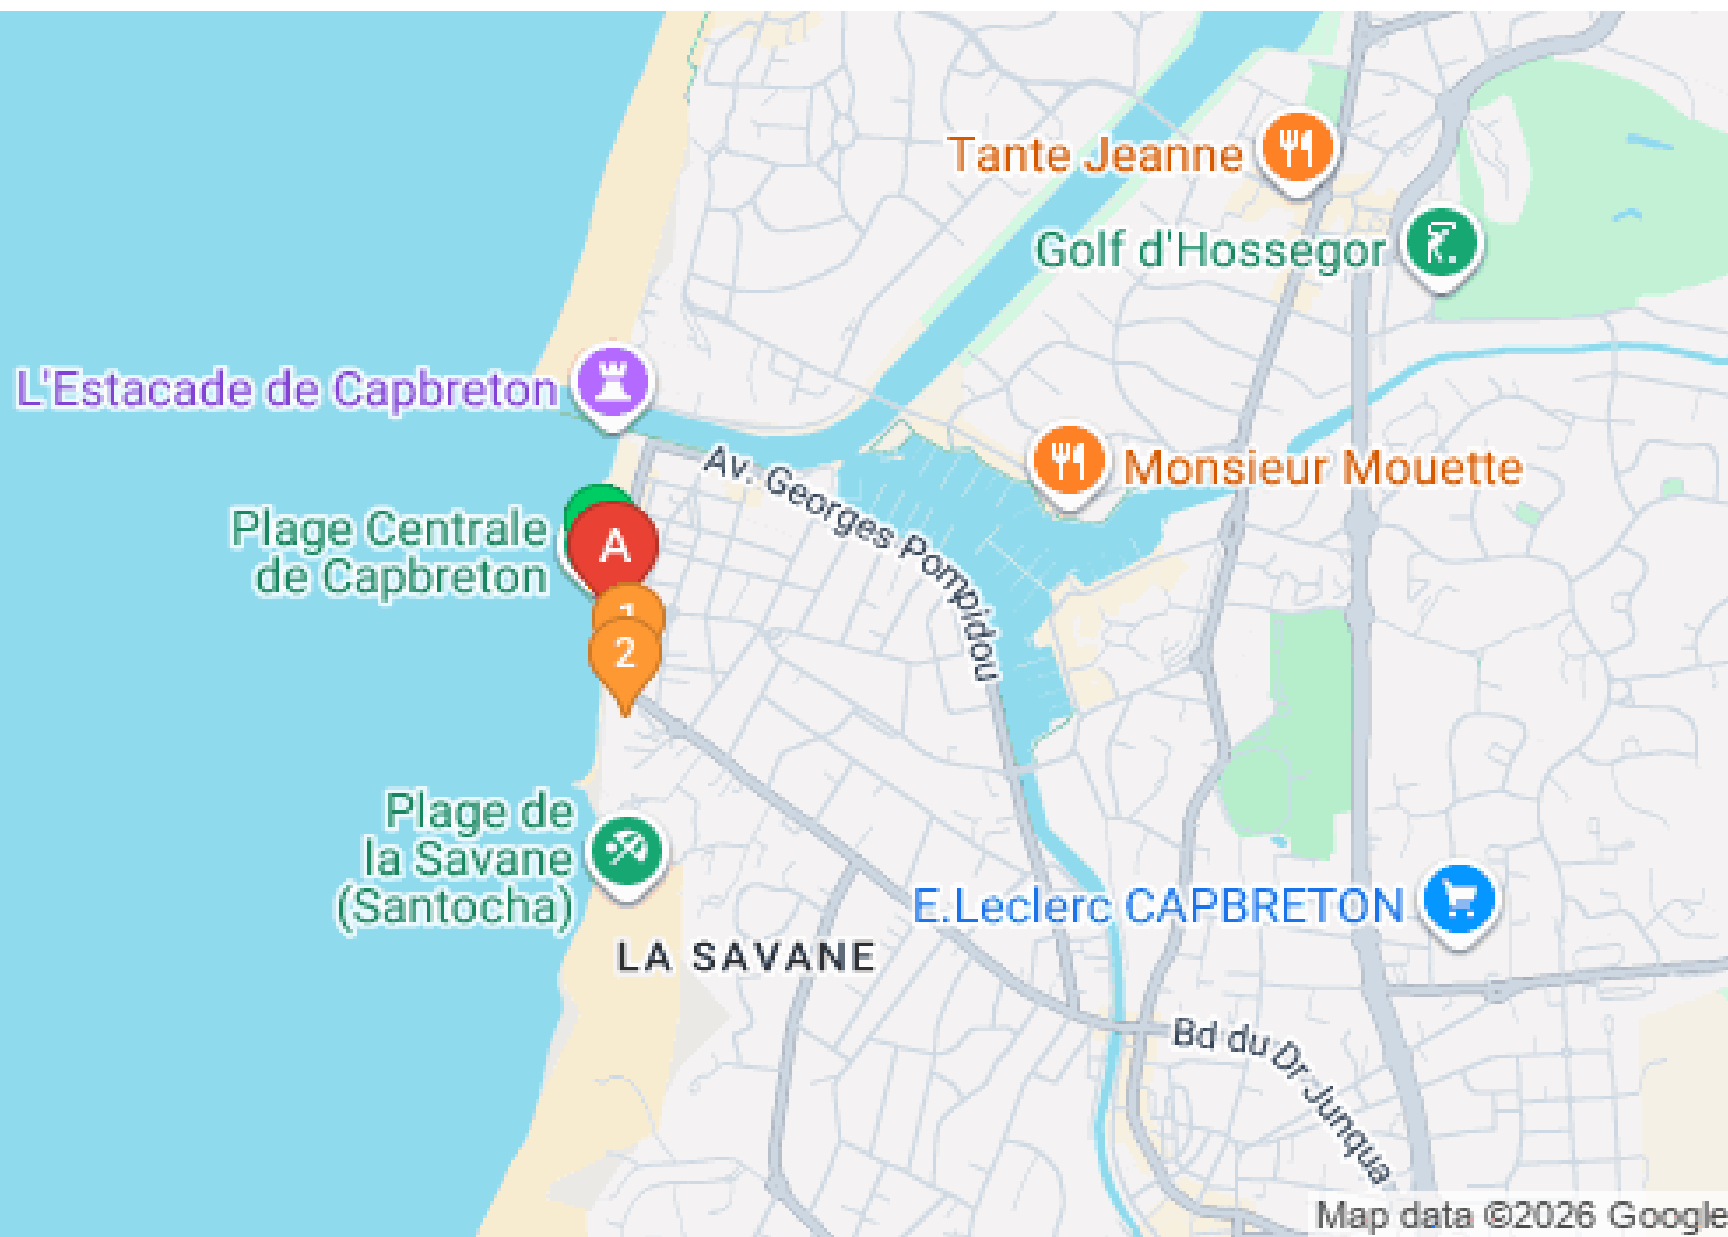 Tante Jeanne
Golf d'Hossegor
L'Estacade de Capbreton
Av. Georges Pompidou
Monsieur Mouette
Plage Centrale
de Capbreton
A
1
2
Plage de
la Savane
(Santocha)
E.Leclerc CAPBRETON
LA SAVANE
Bd du Dr Junqua
Map data ©2026 Google